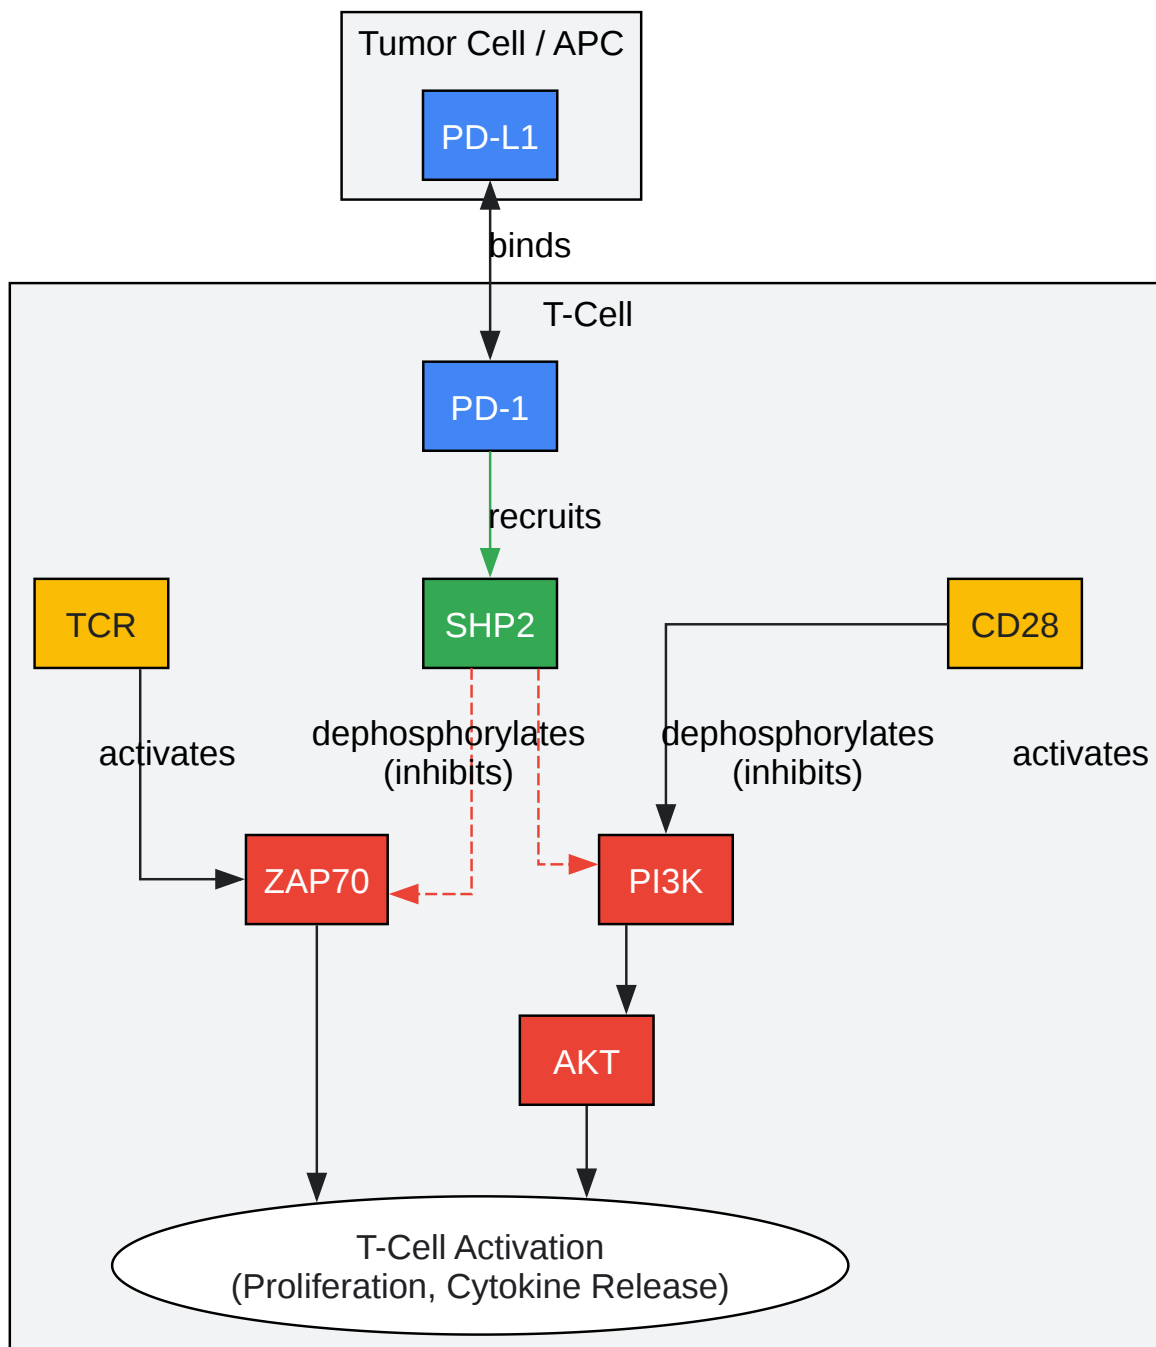 Tumor Cell / APC
PD-L1
binds
T-Cell
PD-1
recruits
TCR
SHP2
CD28
activates
dephosphorylates
(inhibits)
dephosphorylates
(inhibits)
activates
ZAP70
PI3K
AKT
T-Cell Activation
(Proliferation, Cytokine Release)